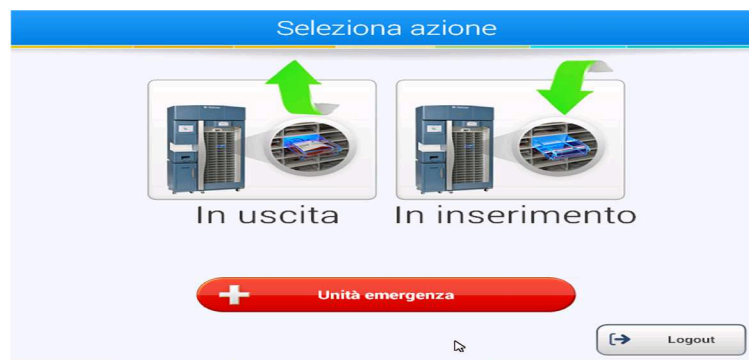 Seleziona azione
In uscita
In inserimento
Unità emergenza
Logout